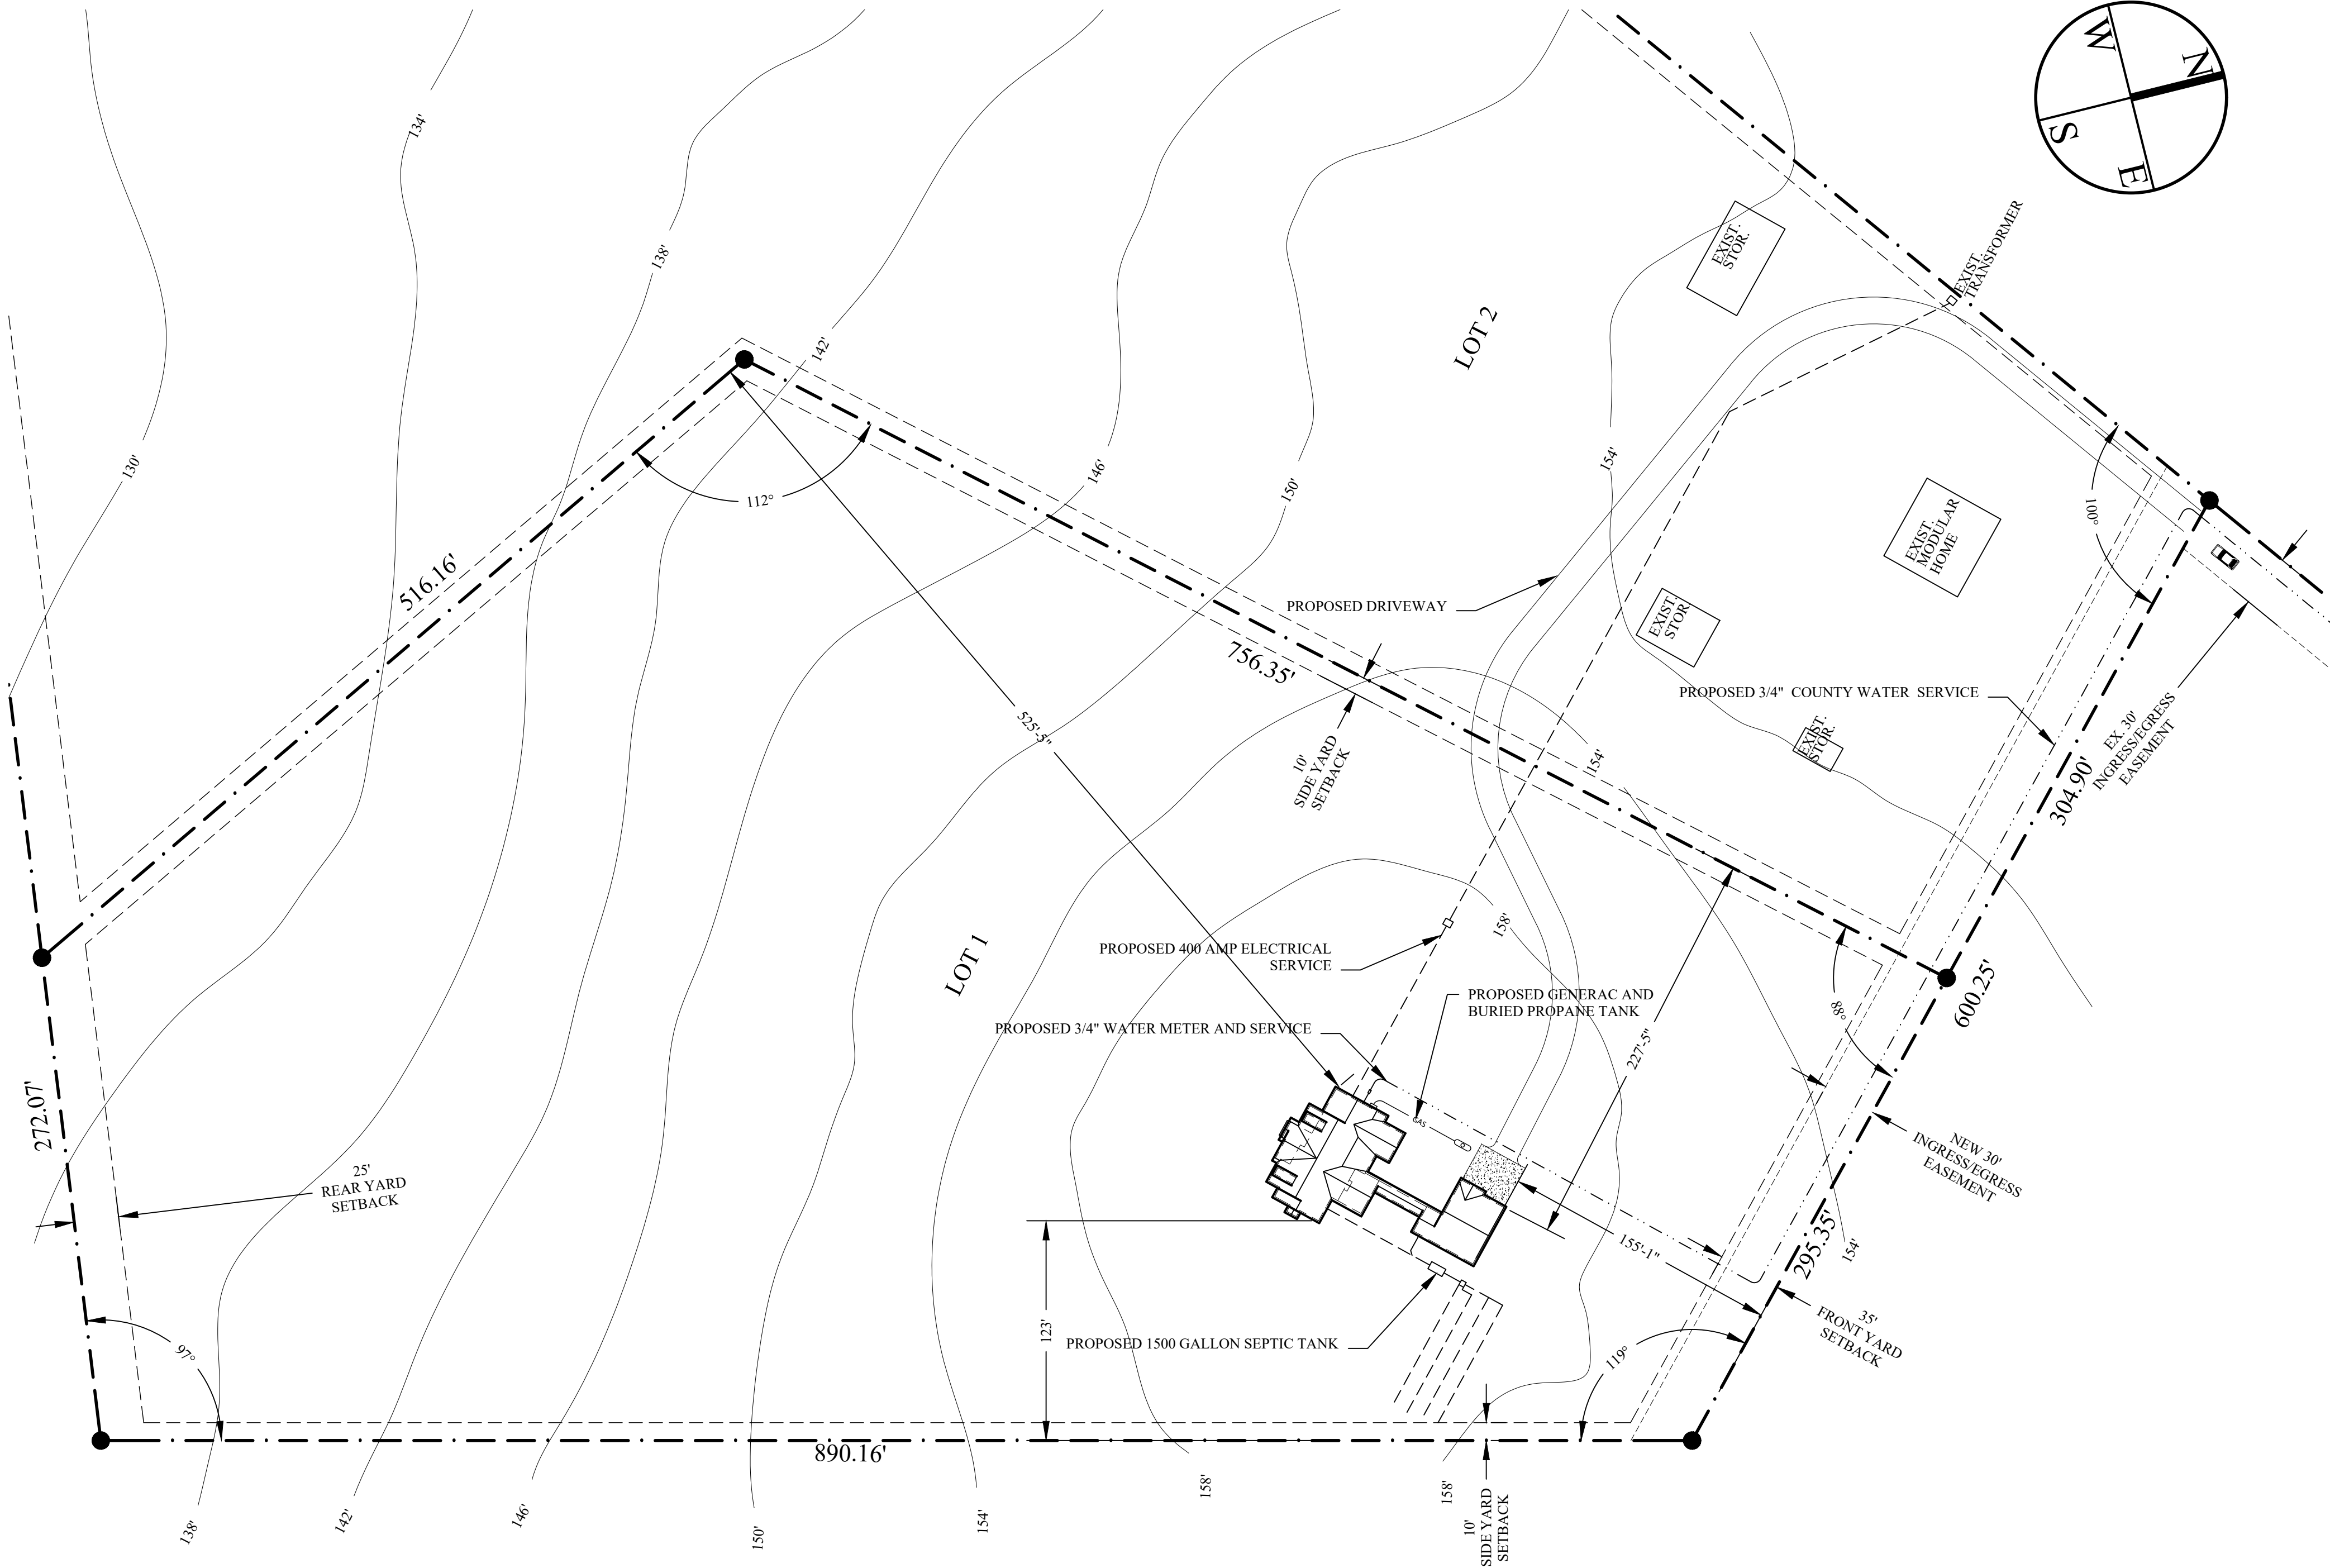 W
N
S
E
134'
138'
130'
142'
146'
150'
154'
LOT 2
EXIST.
STOR.
EXIST.
TRANSFORMER
112°
100°
516.16'
EXIST.
MODULAR
HOME
PROPOSED DRIVEWAY
EXIST.
STOR.
756.35'
PROPOSED 3/4" COUNTY WATER SERVICE
EX. 30'
INGRESS/EGRESS
EASEMENT
525'-5"
EXIST.
STOR.
10'
SIDE YARD
SETBACK
154'
304.90'
LOT 1
158'
PROPOSED 400 AMP ELECTRICAL
SERVICE
PROPOSED GENERAC AND
BURIED PROPANE TANK
600.25'
88°
PROPOSED 3/4" WATER METER AND SERVICE
227'-5"
272.07'
GAS
NEW 30'
INGRESS/EGRESS
EASEMENT
25'
REAR YARD
SETBACK
155'-1"
295.35'
154'
123'
PROPOSED 1500 GALLON SEPTIC TANK
35'
FRONT YARD
SETBACK
97°
119°
890.16'
138'
142'
146'
150'
154'
158'
158'
10'
SIDE YARD
SETBACK